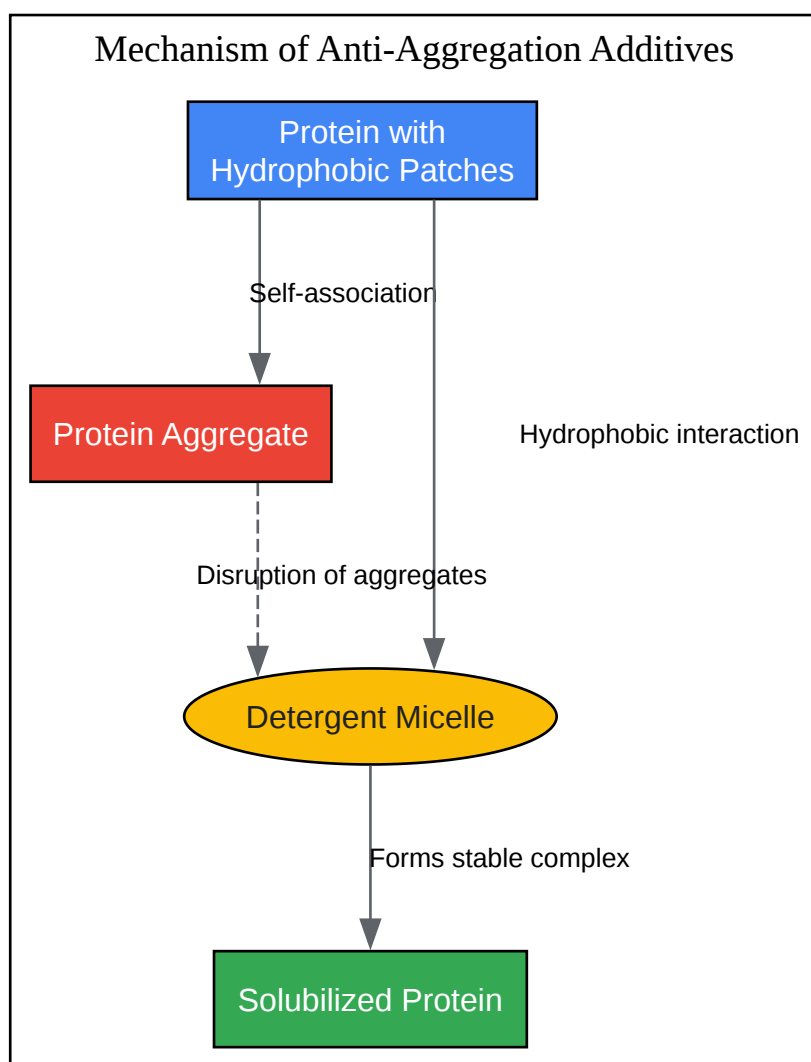 Mechanism of Anti-Aggregation Additives
Protein with
Hydrophobic Patches
Self-association
Protein Aggregate
Hydrophobic interaction
Disruption of aggregates
Detergent Micelle
Forms stable complex
Solubilized Protein